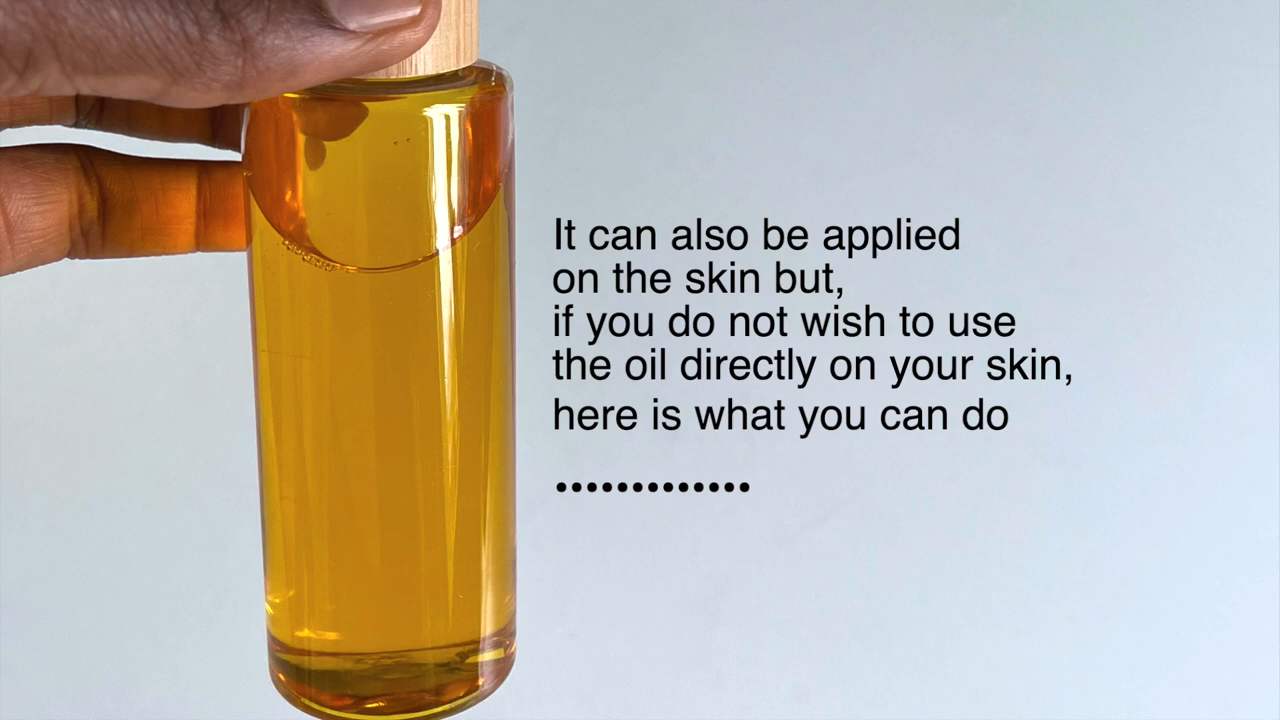 It can also be applied
on the skin but,
if you do not wish to use
the oil directly on your skin,
here is what you can do
.............